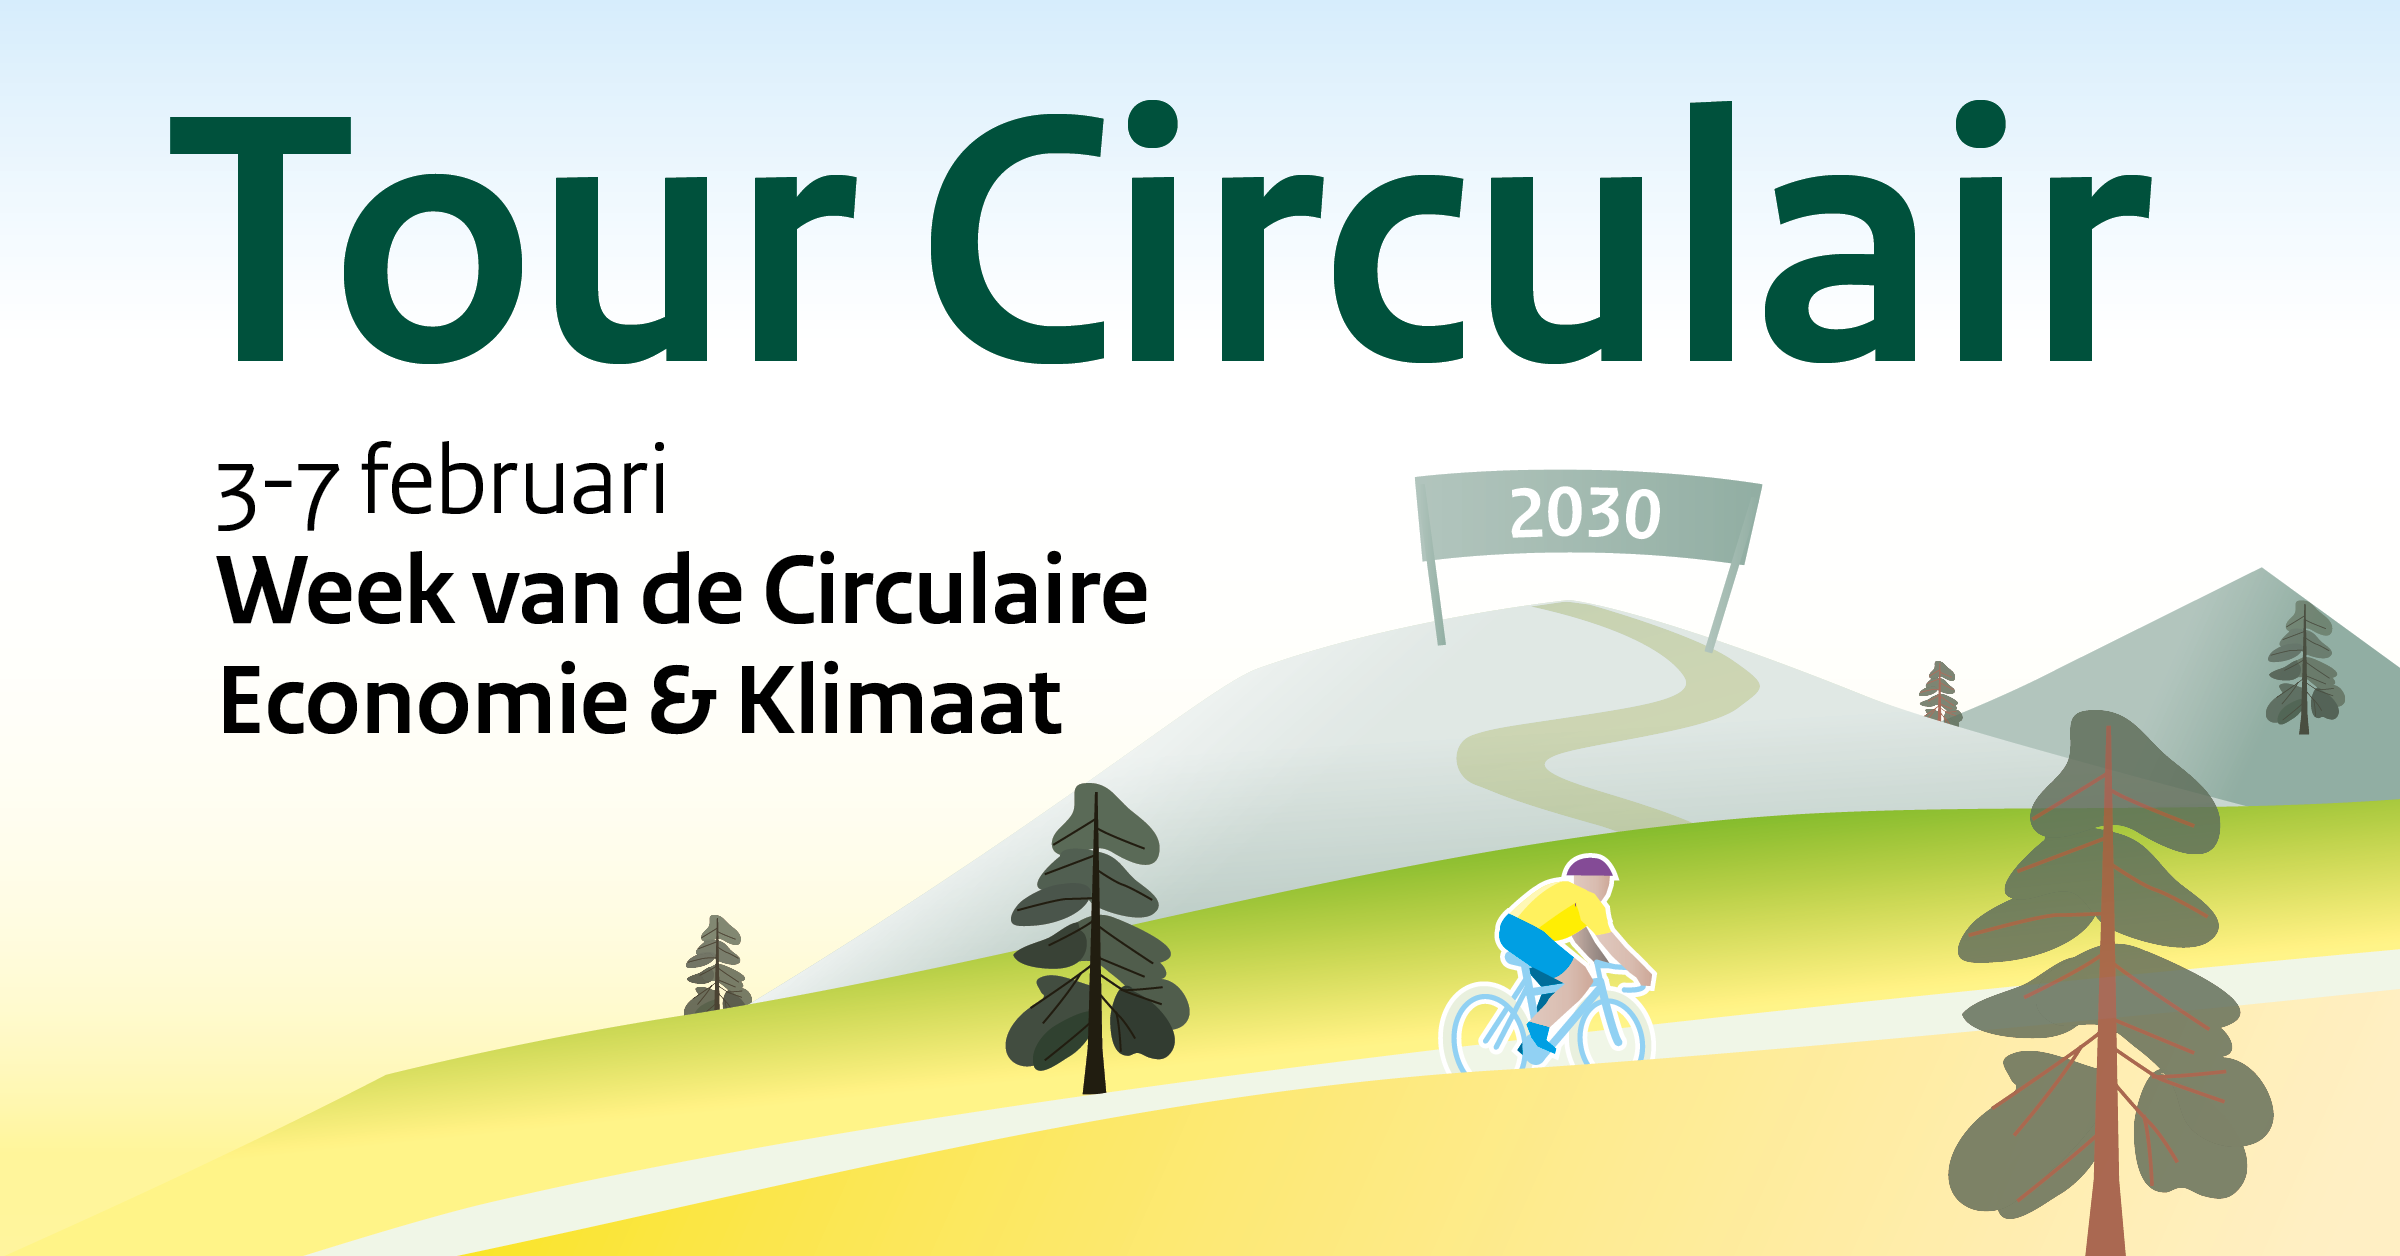 Tour Circulair
3-7 februari
Week van de Circulaire
Economie & Klimaat
2030